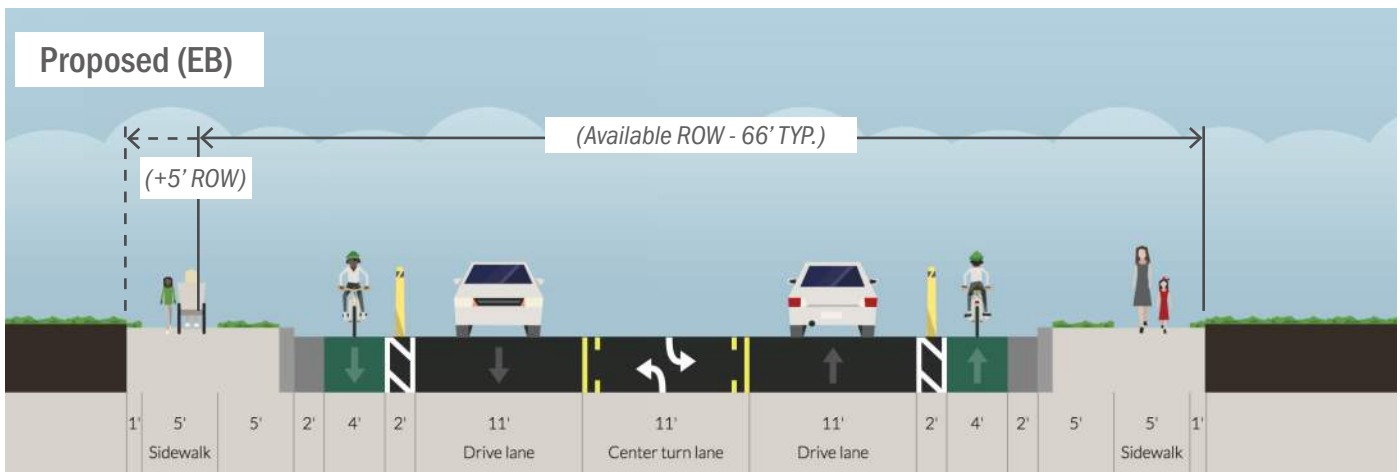 Proposed (EB)
(Available ROW - 66' TYP.)
(+5' ROW)
1' 5' 5' 2' 4' 2' 11' 11' 11' 2' 4' 2' 5' 5' 1'
Sidewalk Drive lane Center turn lane Drive lane Sidewalk